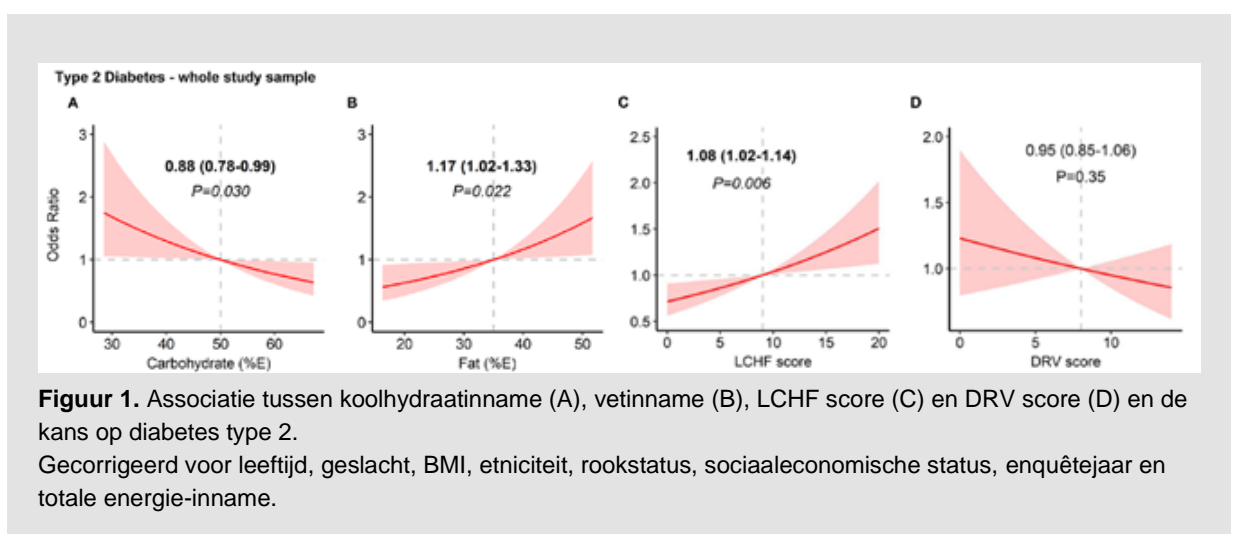 Type 2 Diabetes - whole study sample
A
B
C
D
Odds Ratio
3
2
1
0
0.88 (0.78-0.99)
P=0.030
30 40 50 60
Carbohydrate (%E)
3
2
1
0
1.17 (1.02-1.33)
P=0.022
20 30 40 50
Fat (%E)
2.5
2.0
1.5
1.0
0.5
1.08 (1.02-1.14)
P=0.006
0 5 10 15 20
LCHF score
2.0
1.5
1.0
0.95 (0.85-1.06)
P=0.35
0 5 10
DRV score
Figuur 1. Associatie tussen koolhydraatinname (A), vetinname (B), LCHF score (C) en DRV score (D) en de
kans op diabetes type 2.
Gecorrigeerd voor leeftijd, geslacht, BMI, etniciteit, rookstatus, sociaaleconomische status, enquêtejaar en
totale energie-inname.